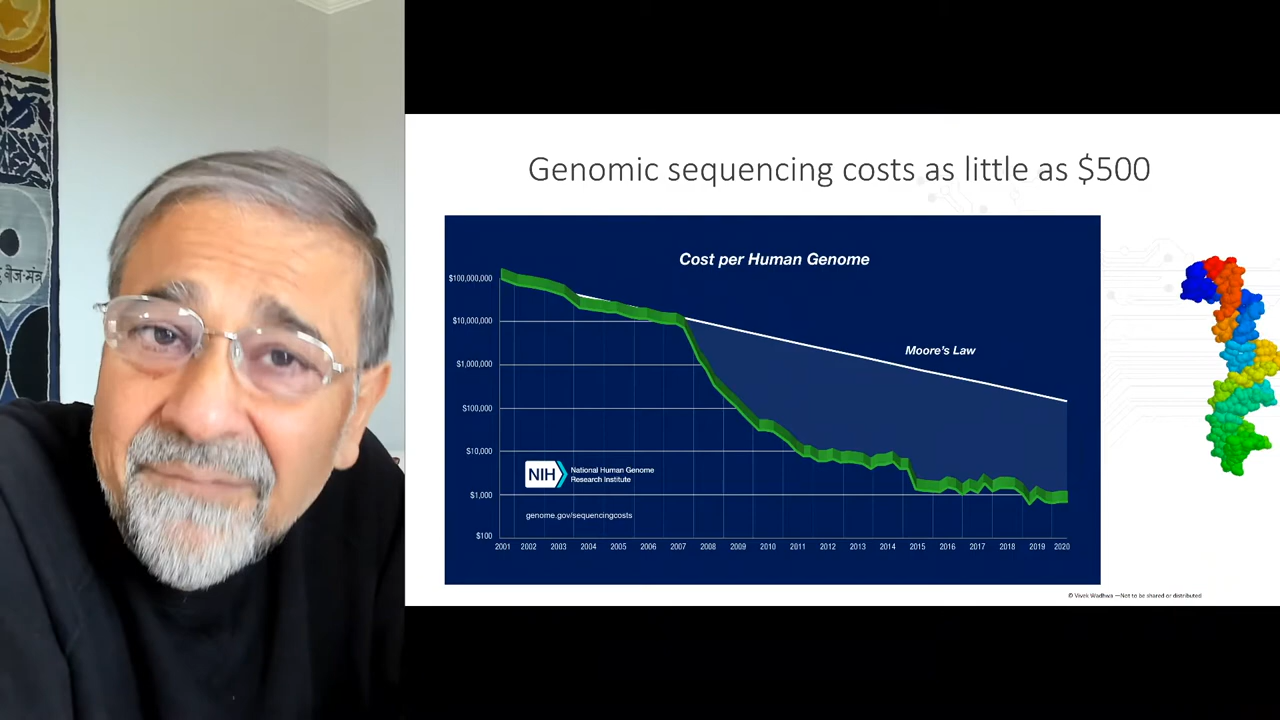 बीज-मंत्र
Genomic sequencing costs as little as $500
Cost per Human Genome
$100,000,000
$10,000,000
$1,000,000
$100,000
$10,000
$1,000
$100
Moore's Law
NIH
National Human Genome
Research Institute
genome.gov/sequencingcosts
2001 2002 2003 2004 2005 2006 2007 2008 2009 2010 2011 2012 2013 2014 2015 2016 2017 2018 2019 2020
© Vivek Wadhwa —Not to be shared or distributed